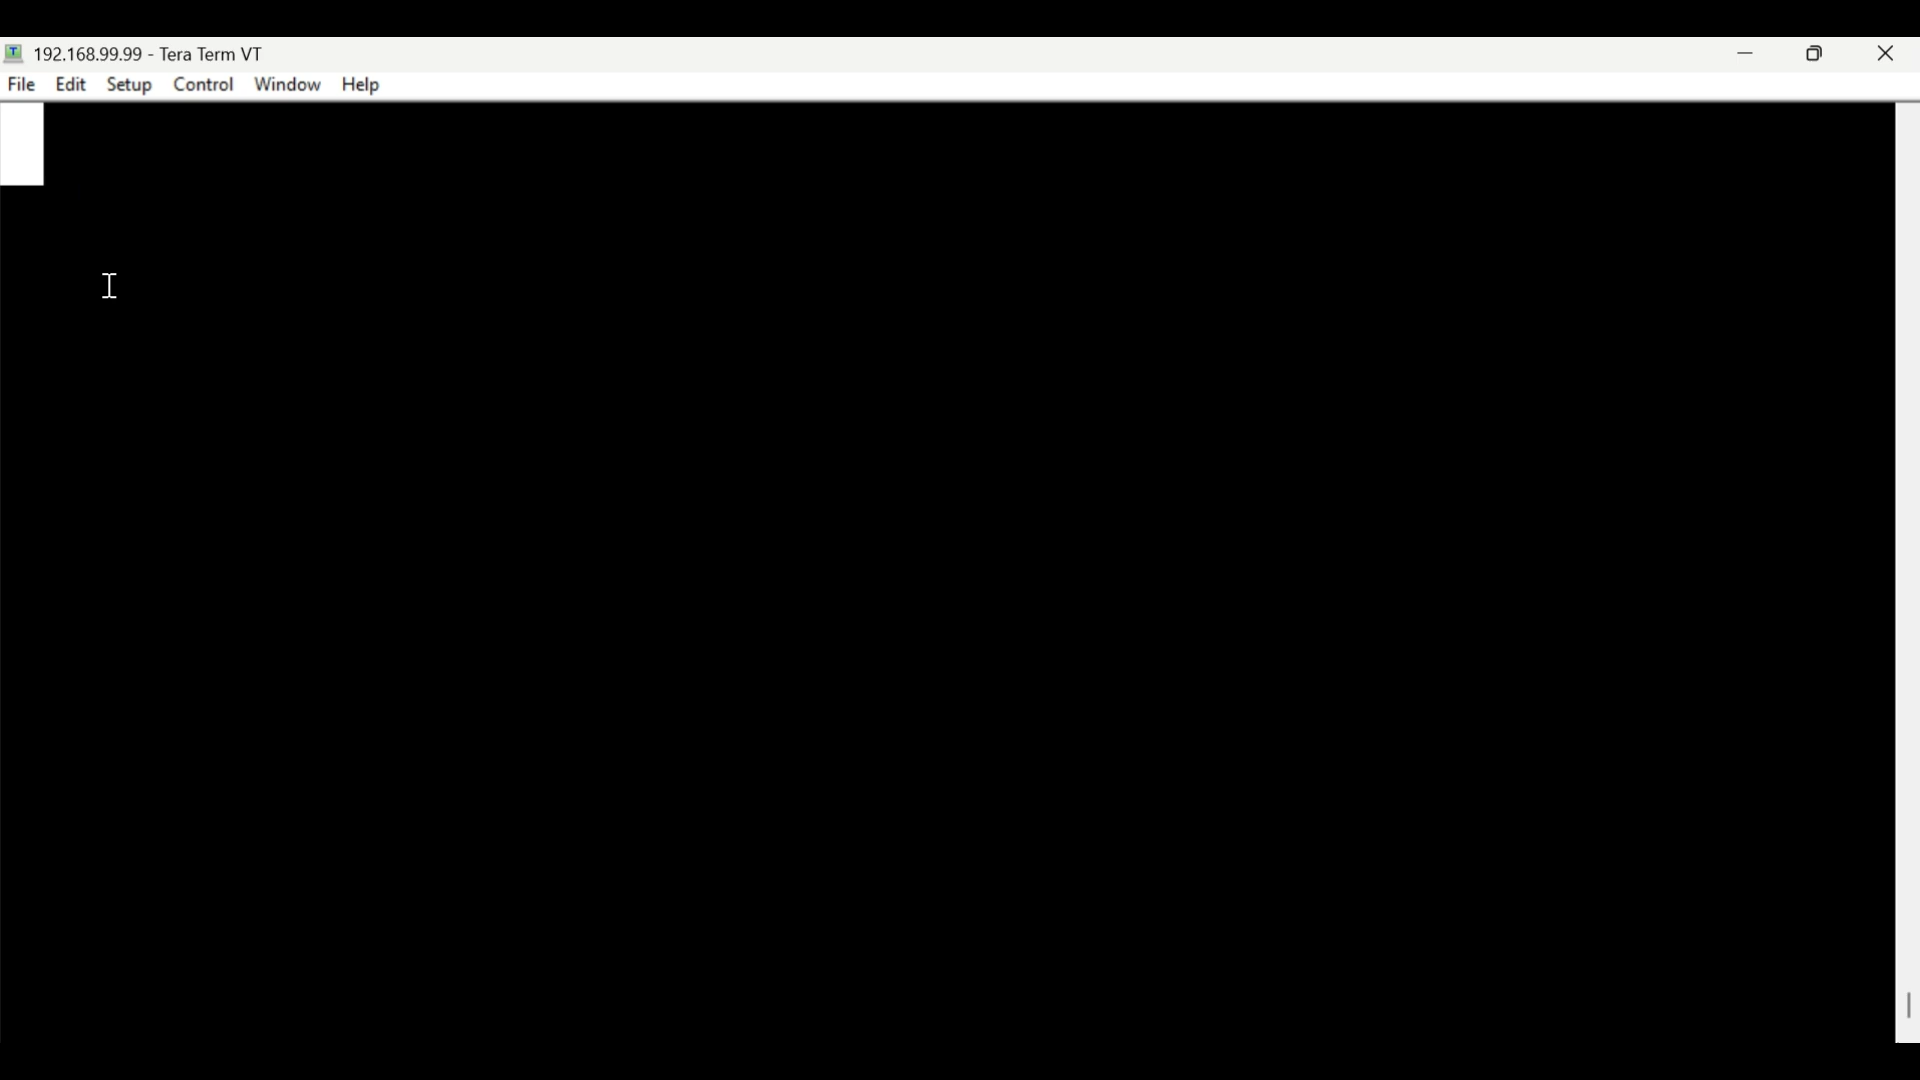 192.168.99.99 - Tera Term VT
File Edit Setup Control Window Help